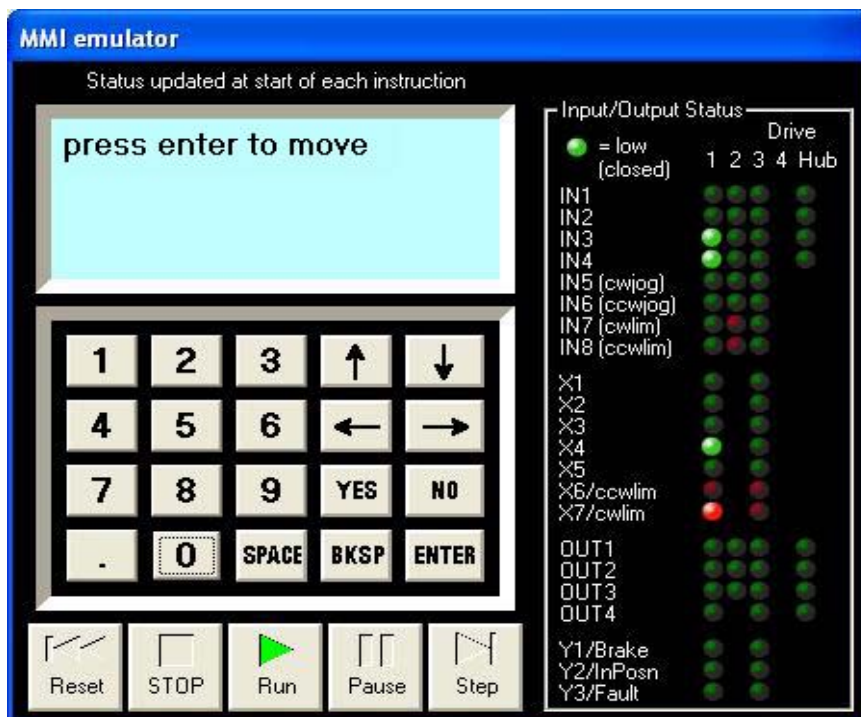 MMI emulator
Status updated at start of each instruction
press enter to move
1 2 3
4 5 6
7 8 9 YES NO
. 0 SPACE BKSP ENTER
Reset STOP Run Pause Step
Input/Output Status
= low
(closed)
Drive
1 2 3 4 Hub
IN1
IN2
IN3
IN4
IN5 (cwjog)
IN6 (ccwjog)
IN7 (cwlim)
IN8 (ccwlim)
X1
X2
X3
X4
X5
X6/ccwlim
X7/cwlim
OUT1
OUT2
OUT3
OUT4
Y1/Brake
Y2/InPosn
Y3/Fault